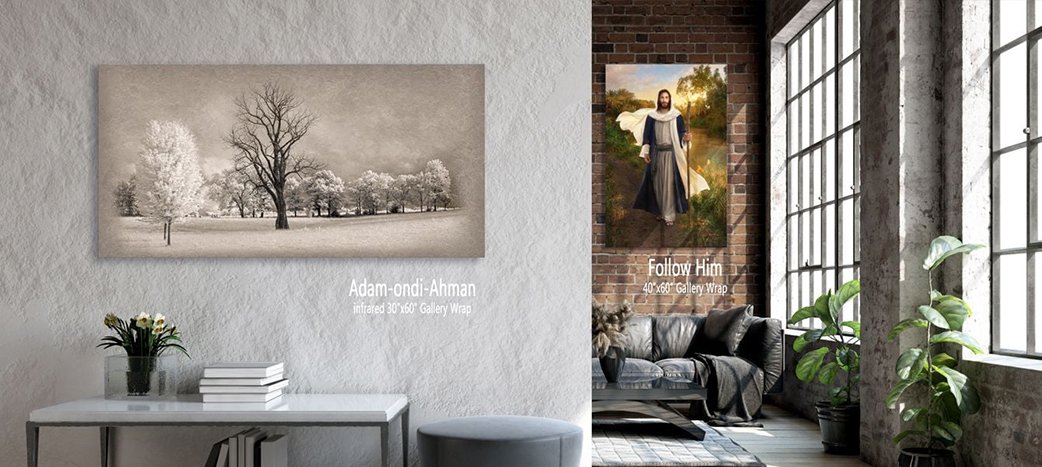 Adam-ondi-Ahman
infrared 30"x60" Gallery Wrap
Follow Him
40"x60" Gallery Wrap